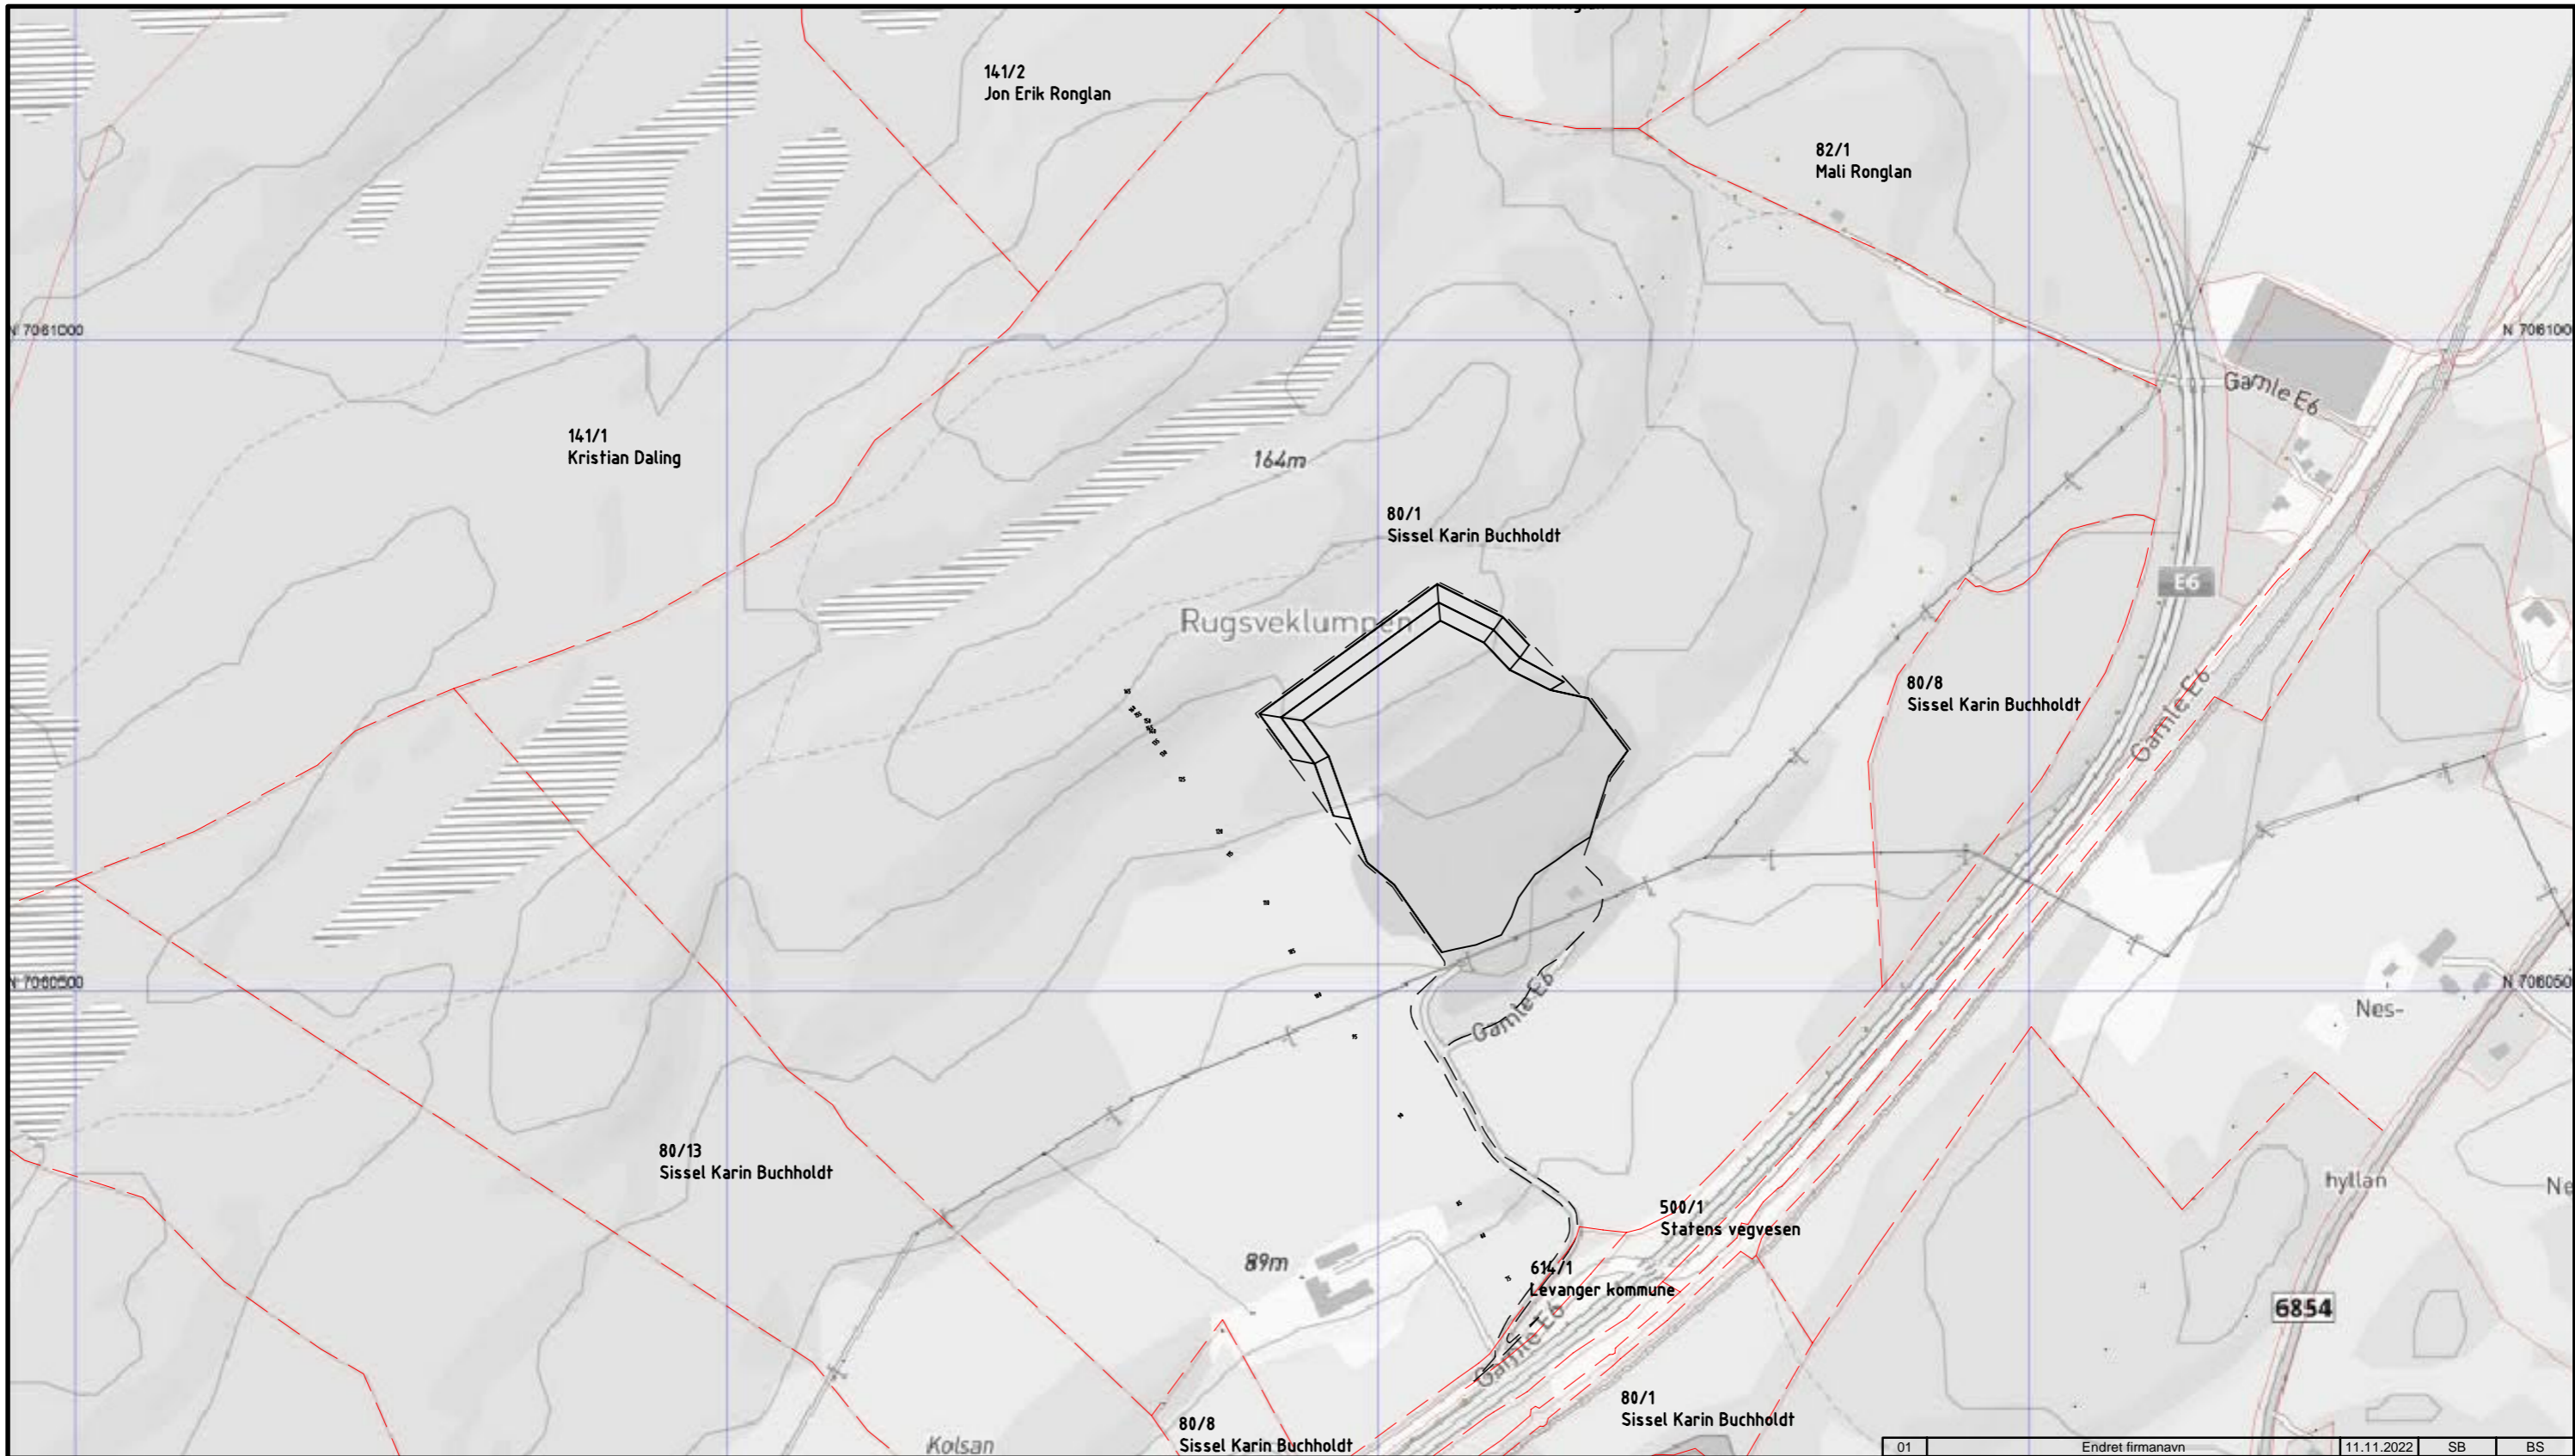 141/2
Jon Erik Ronglan
82/1
Mali Ronglan
N 7061000
Gamle E6
141/1
Kristian Daling
164m
80/1
Sissel Karin Buchholdt
E6
Rugsveklumpen
80/8
Sissel Karin Buchholdt
Gamle E6
N 7060500
Nes-
Gamle E6
80/13
Sissel Karin Buchholdt
hyllan
Ne
500/1
Statens vegvesen
89m
614/1
Levanger kommune
6854
Gamle E6
80/1
Sissel Karin Buchholdt
80/8
Sissel Karin Buchholdt
Kolsan
01 Endret firmanavn 11.11.2022 SB BS